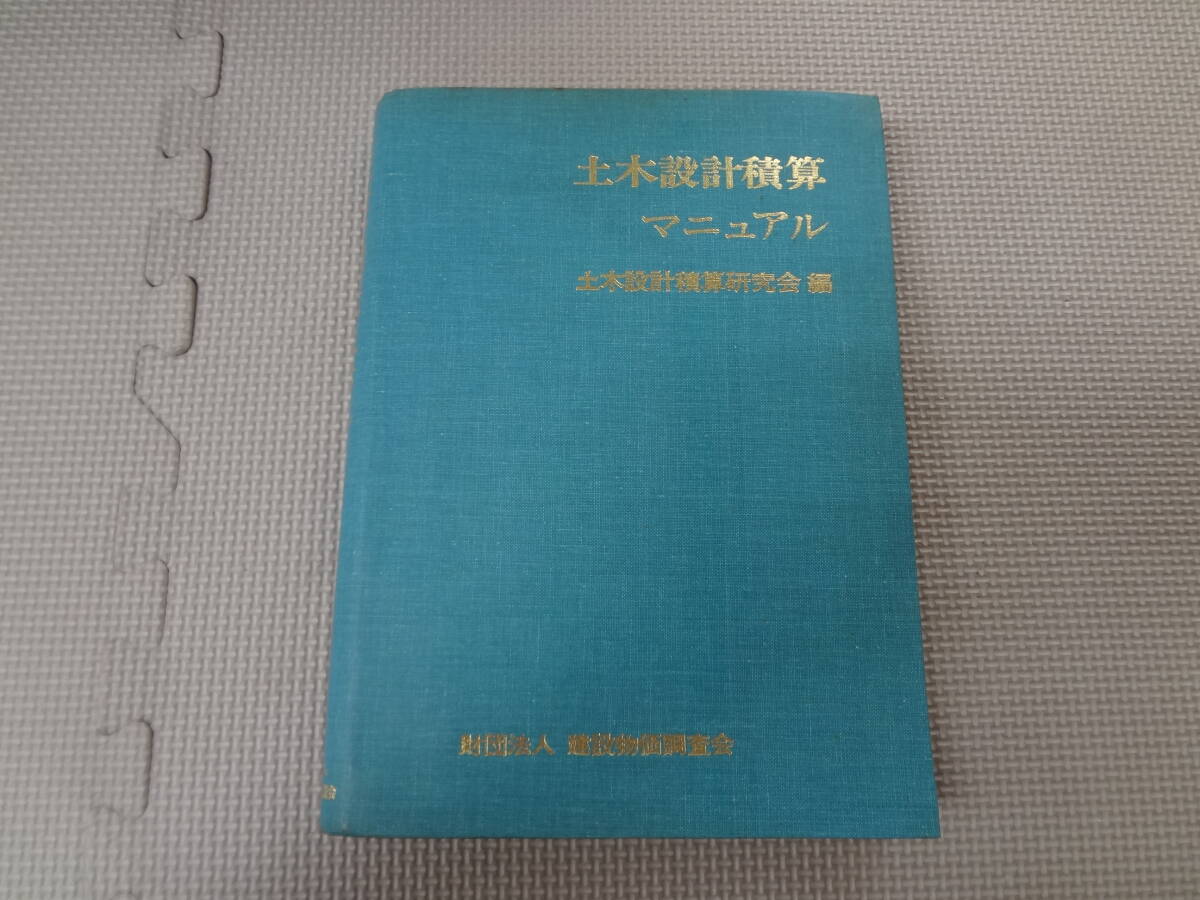 土木設計積算
マニュアル
土木設計積算研究会 編
財団法人 建設物価調査会